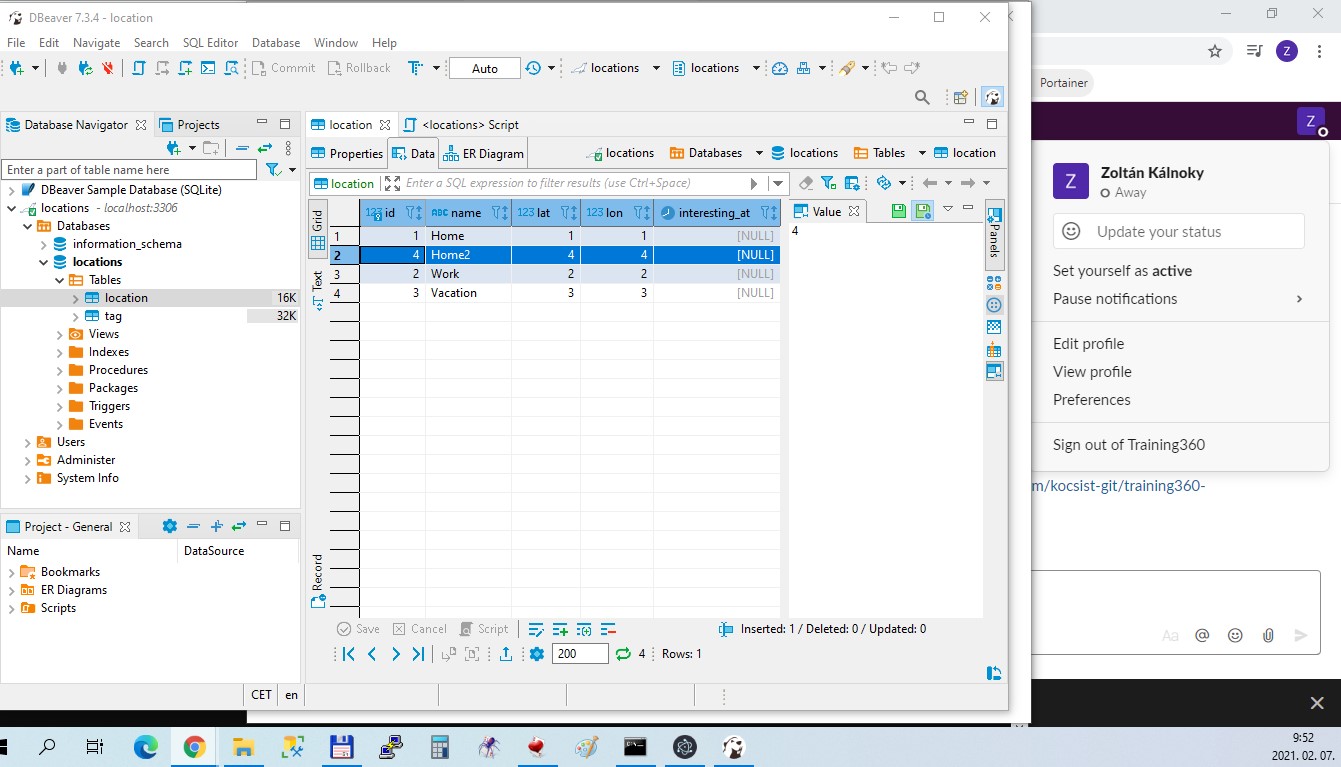 DBeaver 7.3.4 - location
File Edit Navigate Search SQL Editor Database Window Help
Commit Rollback Auto locations locations
Database Navigator Projects
Enter a part of table name here
DBeaver Sample Database (SQLite)
locations - localhost:3306
Databases
information_schema
locations
Tables
location 16K
tag 32K
Views
Indexes
Procedures
Packages
Triggers
Events
Users
Administer
System Info
Project - General
Name DataSource
Bookmarks
ER Diagrams
Scripts
location <locations> Script
Properties Data ER Diagram locations Databases locations Tables location
location Enter a SQL expression to filter results (use Ctrl+Space)
Grid
Text
Record
123 id ABC name 123 lat 123 lon interesting_at
1 1 Home 1 1 [NULL]
2 4 Home2 4 4 [NULL]
3 2 Work 2 2 [NULL]
4 3 Vacation 3 3 [NULL]
Value
4
Panels
Save Cancel Script Inserted: 1 / Deleted: 0 / Updated: 0
200 4 Rows: 1
CET en
Z
Portainer
Z
Z Zoltán Kálnoky
Away
Update your status
Set yourself as active
Pause notifications
Edit profile
View profile
Preferences
Sign out of Training360
m/kocsist-git/training360-
Aa @
9:52
2021. 02. 07.